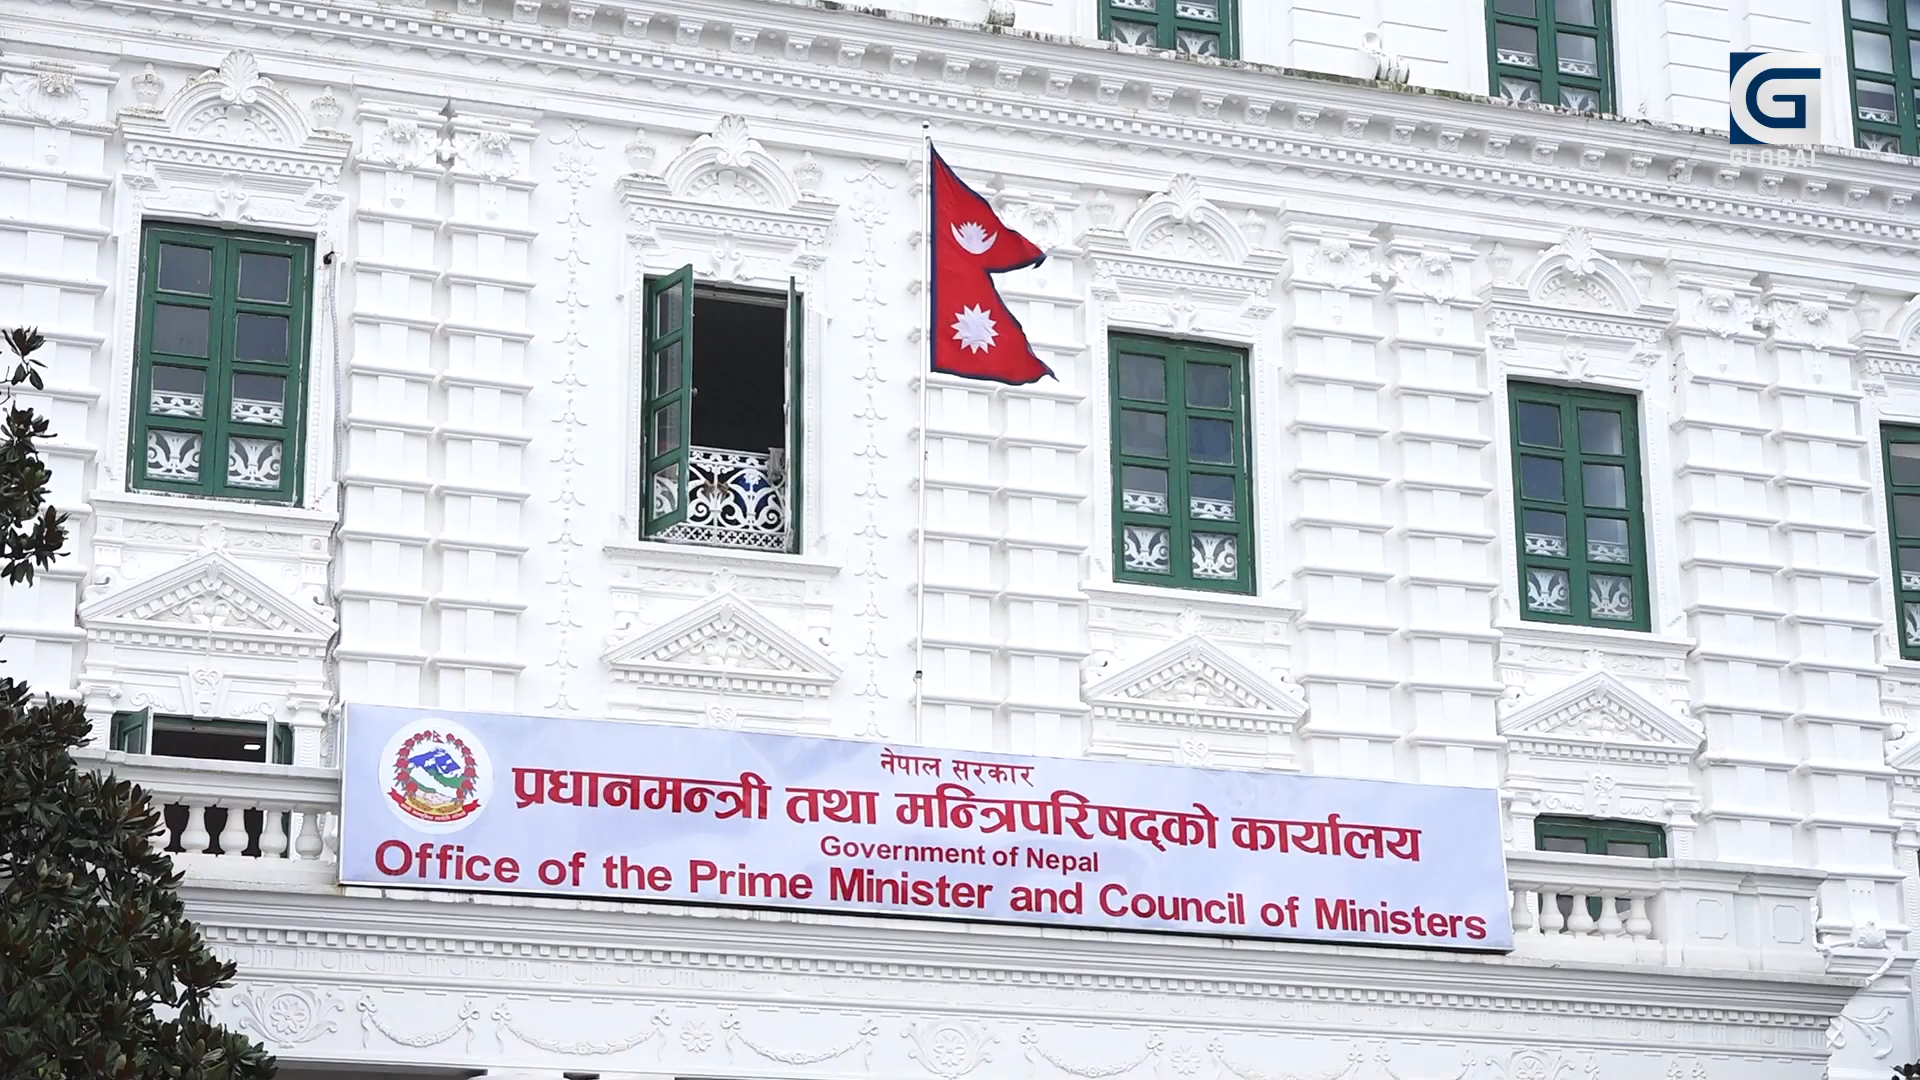 G
GLOBAL
नेपाल सरकार
प्रधानमन्त्री तथा मन्त्रिपरिषद्को कार्यालय
Government of Nepal
Office of the Prime Minister and Council of Ministers